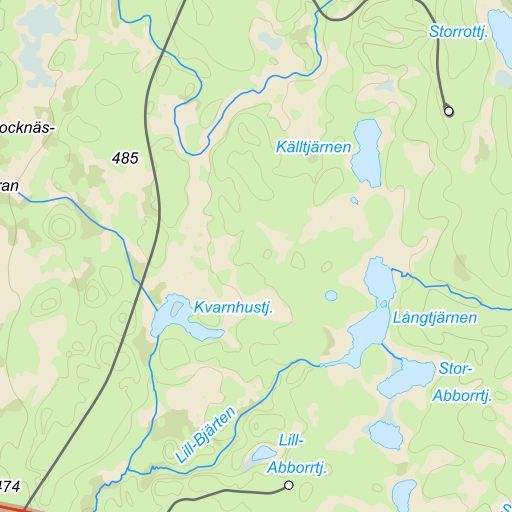 Storrottj.
ocknäs-
Källtjärnen
485
ran
Kvarnhustj.
Långtjärnen
Stor-
Abborrtj.
Lill-Bjärten
Lill-
Abborrtj.
474